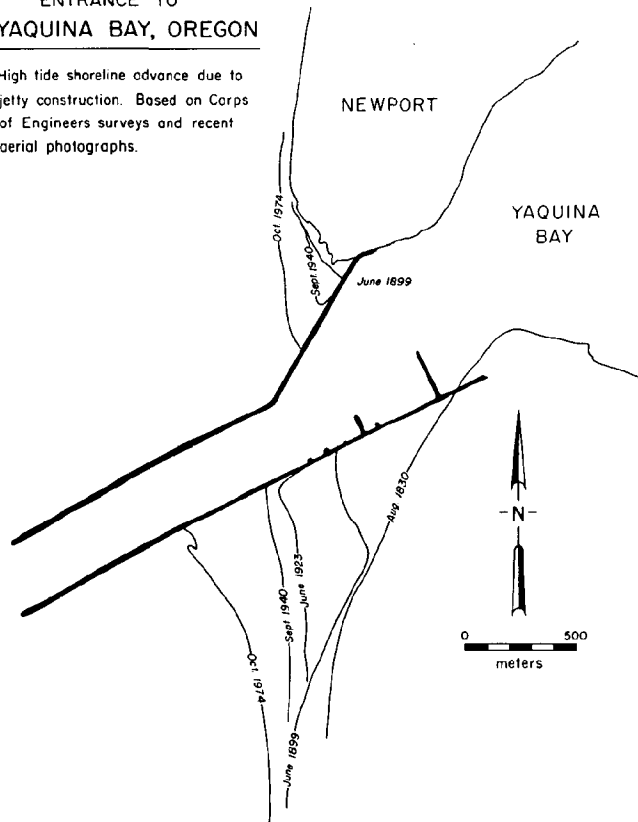 ENTRANCE TO
YAQUINA BAY, OREGON
High tide shoreline advance due to
jetty construction. Based on Corps
of Engineers surveys and recent
aerial photographs.
NEWPORT
YAQUINA
BAY
Oct. 1974
Sept. 1940
June 1899
Aug. 1830
-N-
June 1923
Sept 1940
Oct. 1974
June 1899
0 500
meters